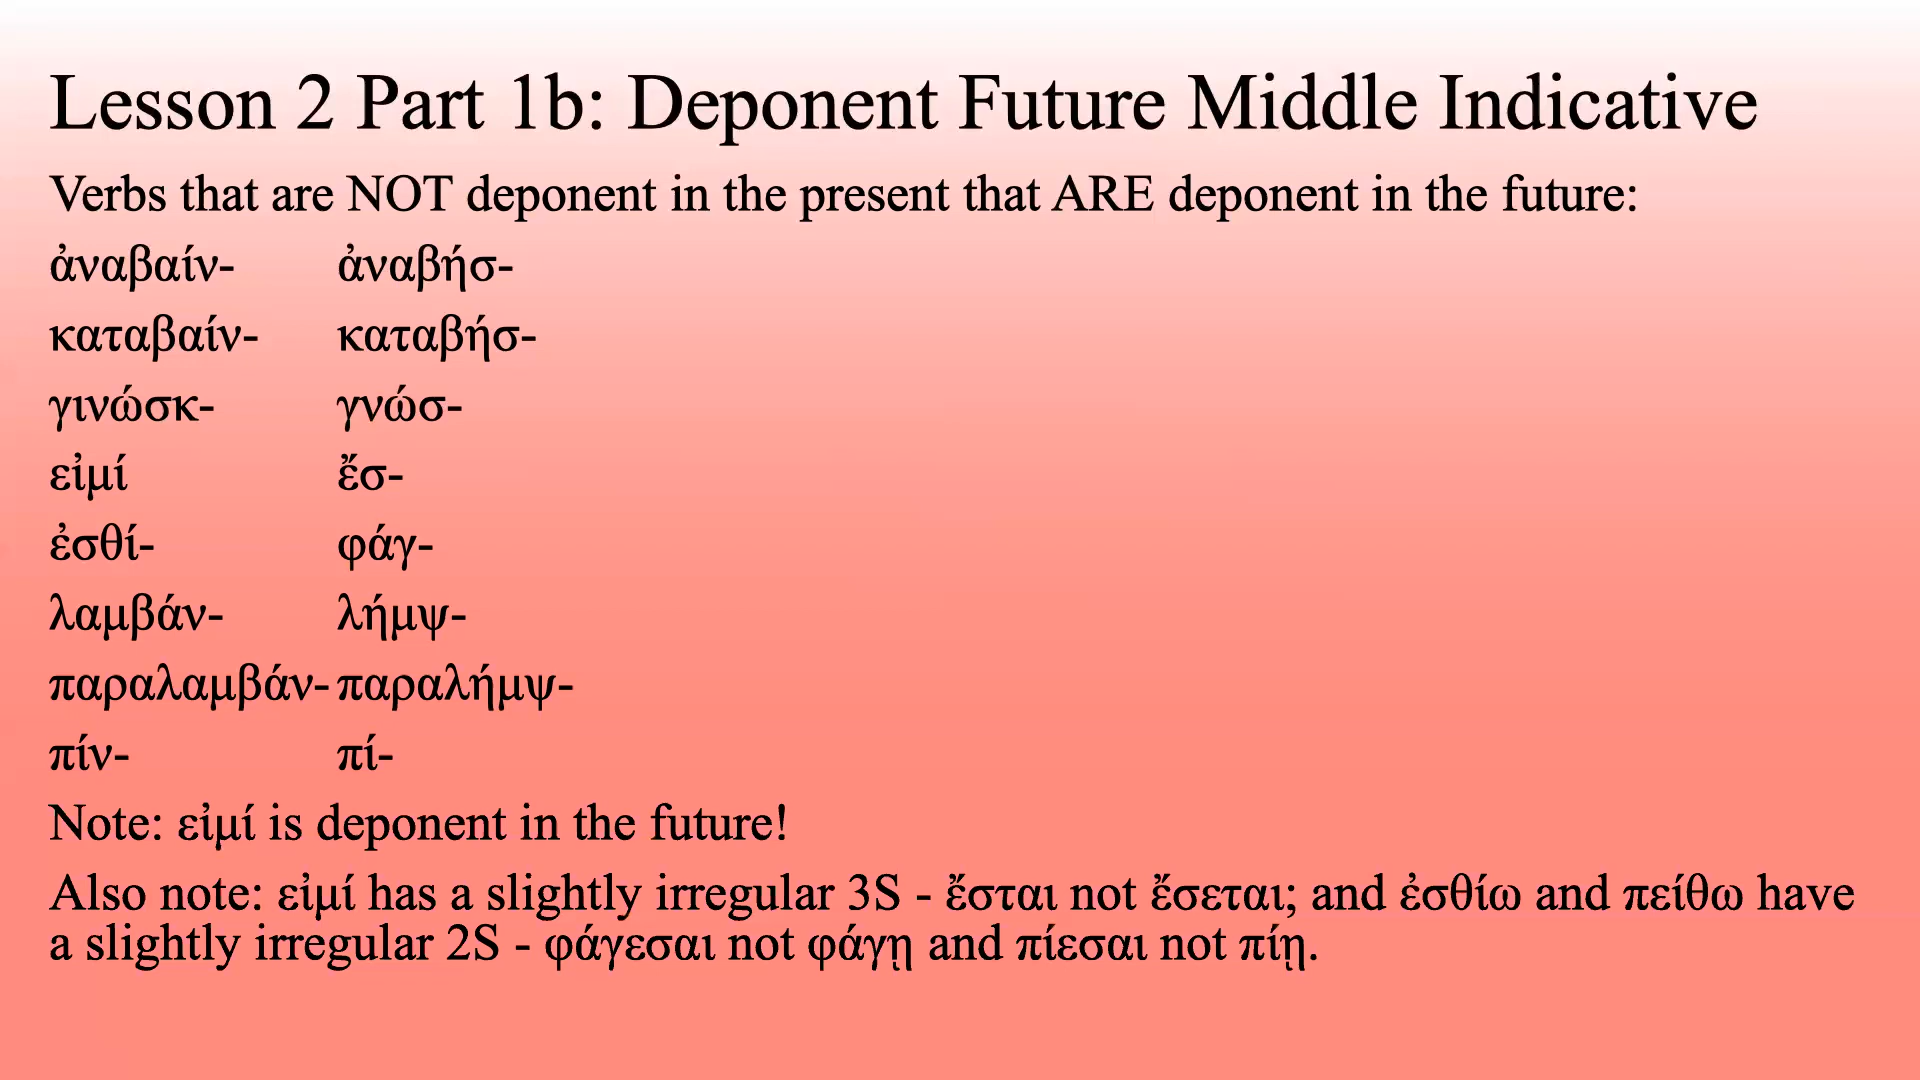 Lesson 2 Part 1b: Deponent Future Middle Indicative
Verbs that are NOT deponent in the present that ARE deponent in the future:
ἀναβαίν- ἀναβήσ-
καταβαίν- καταβήσ-
γινώσκ- γνώσ-
εἰμί ἔσ-
ἐσθί- φάγ-
λαμβάν- λήμψ-
παραλαμβάν- παραλήμψ-
πίν- πί-
Note: εἰμί is deponent in the future!
Also note: εἰμί has a slightly irregular 3S - ἔσται not ἔσεται; and ἐσθίω and πείθω have
a slightly irregular 2S - φάγεσαι not φάγῃ and πίεσαι not πίῃ.